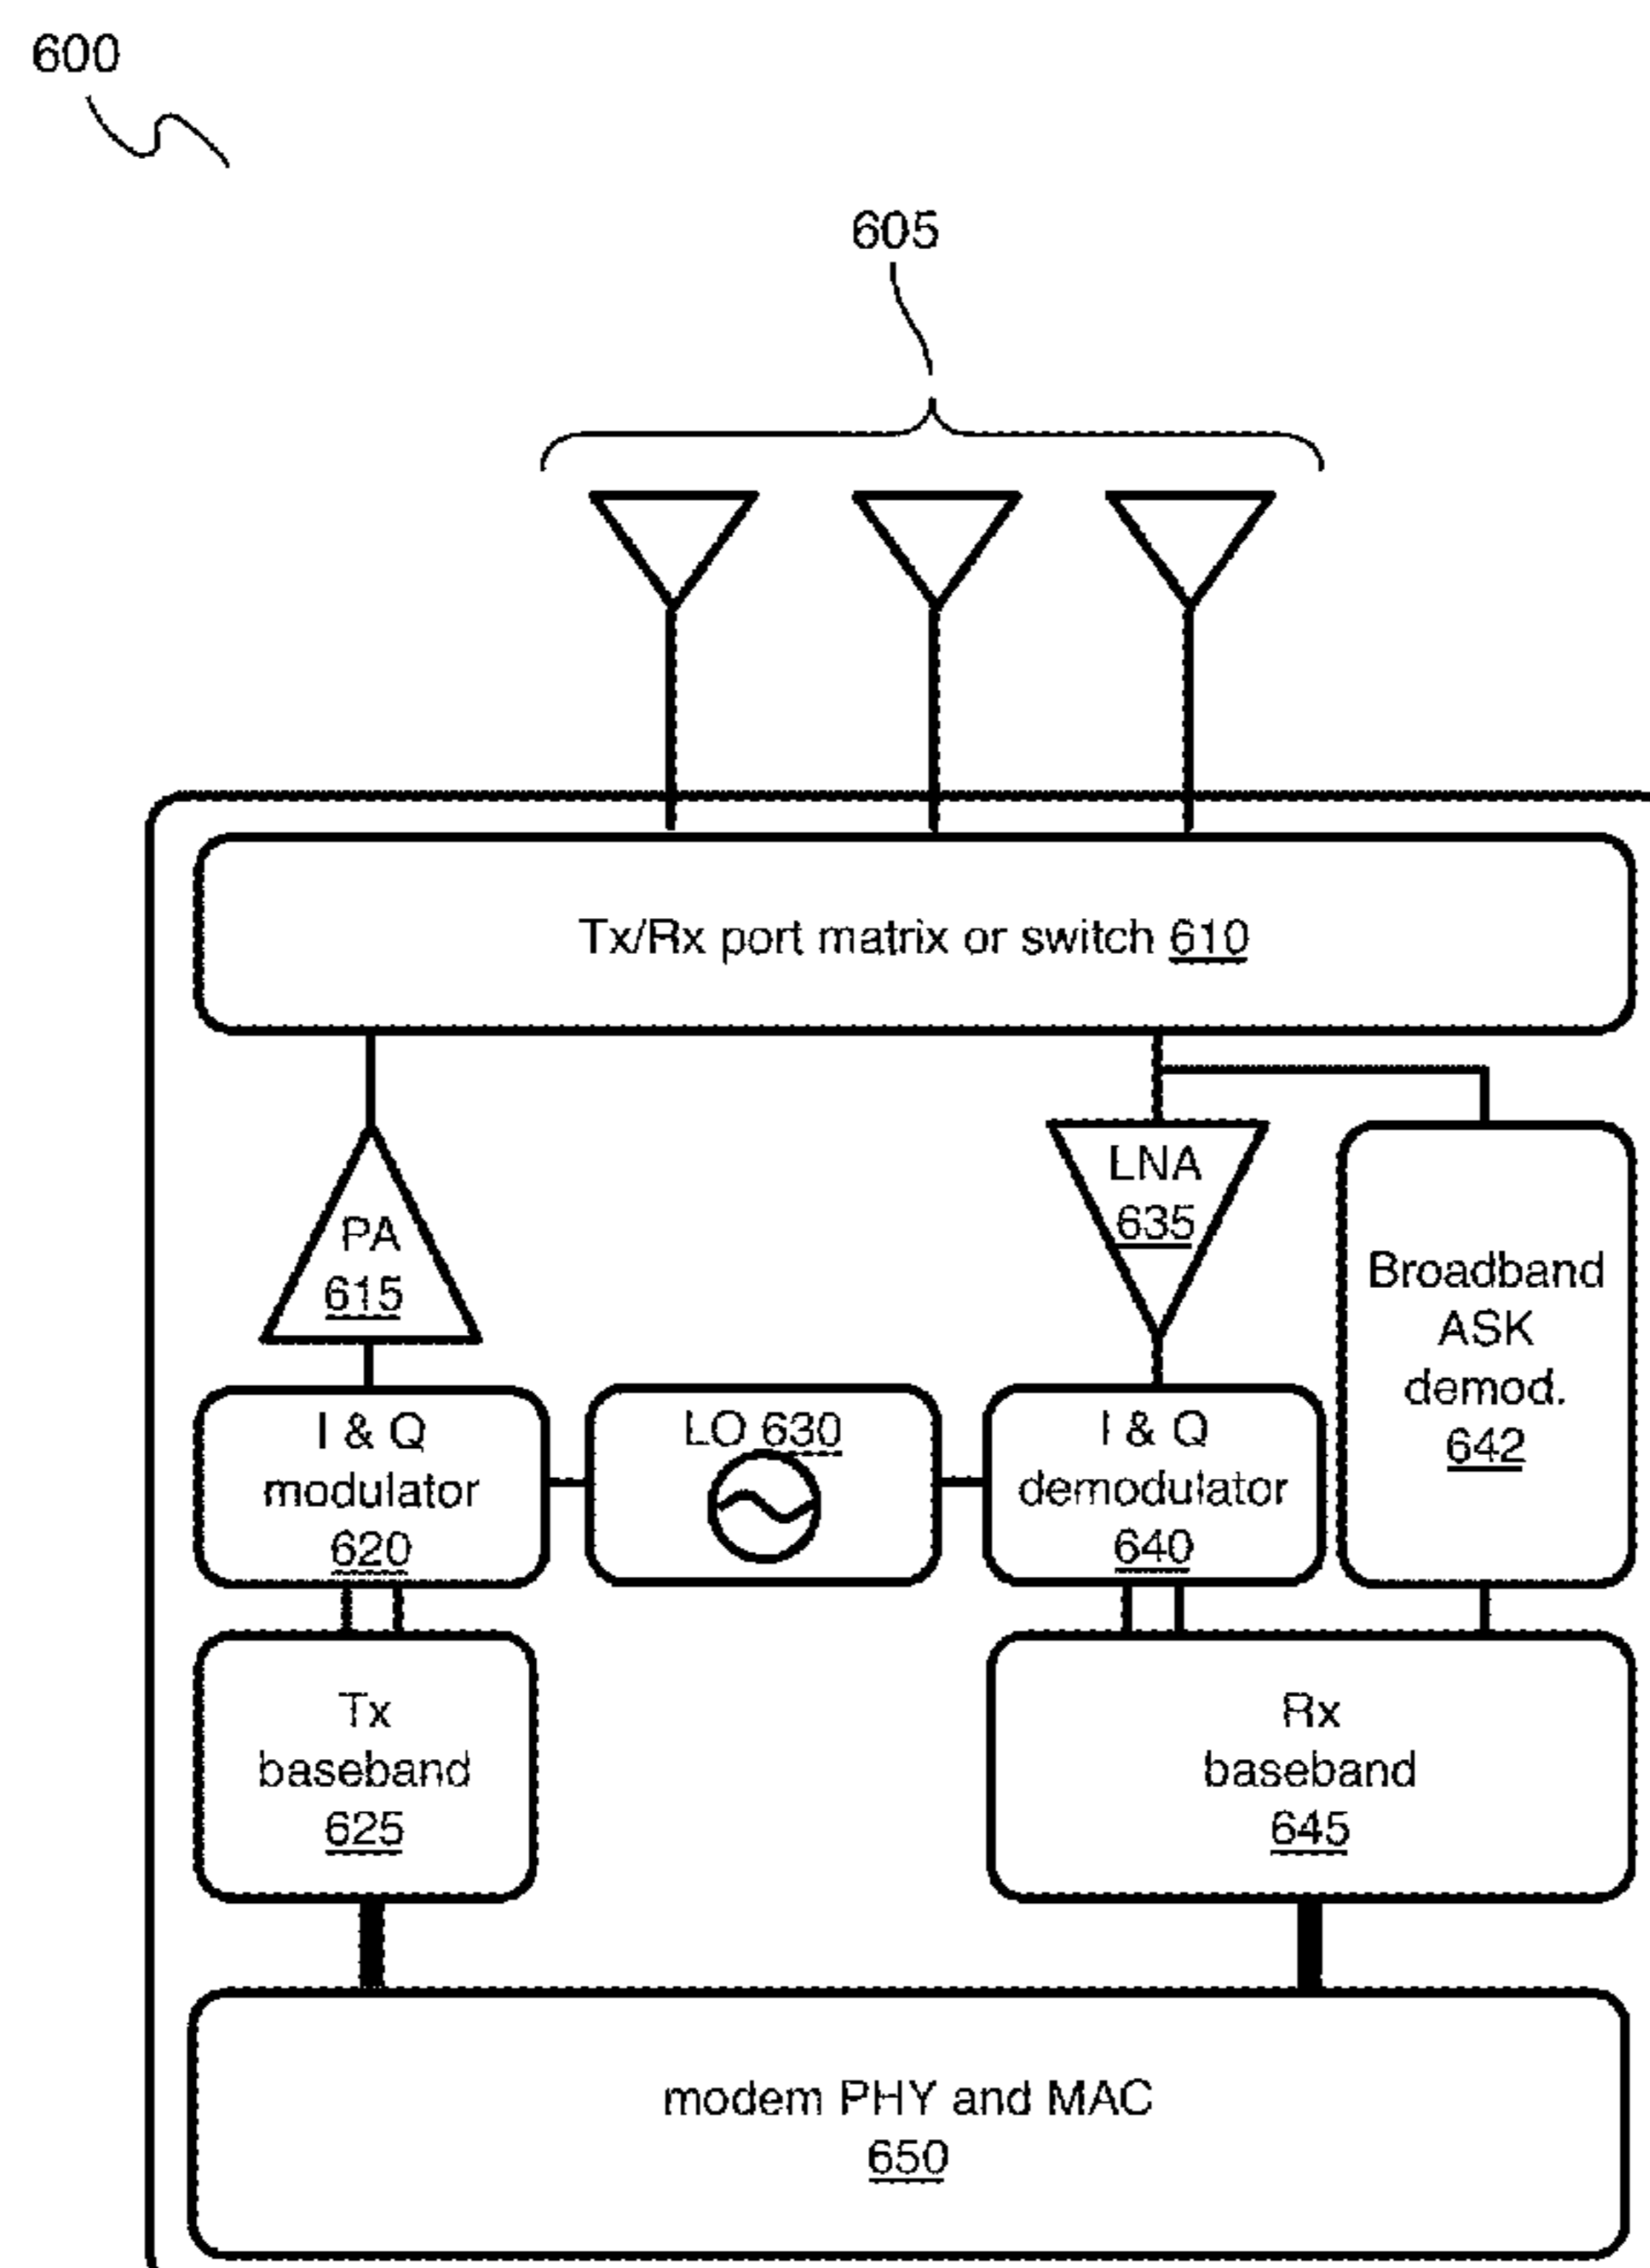 600
605
Tx/Rx port matrix or switch 610
PA
615
LNA
635
Broadband
ASK
demod.
642
I & Q
modulator
620
LO 630
I & Q
demodulator
640
Tx
baseband
625
Rx
baseband
645
modem PHY and MAC
650